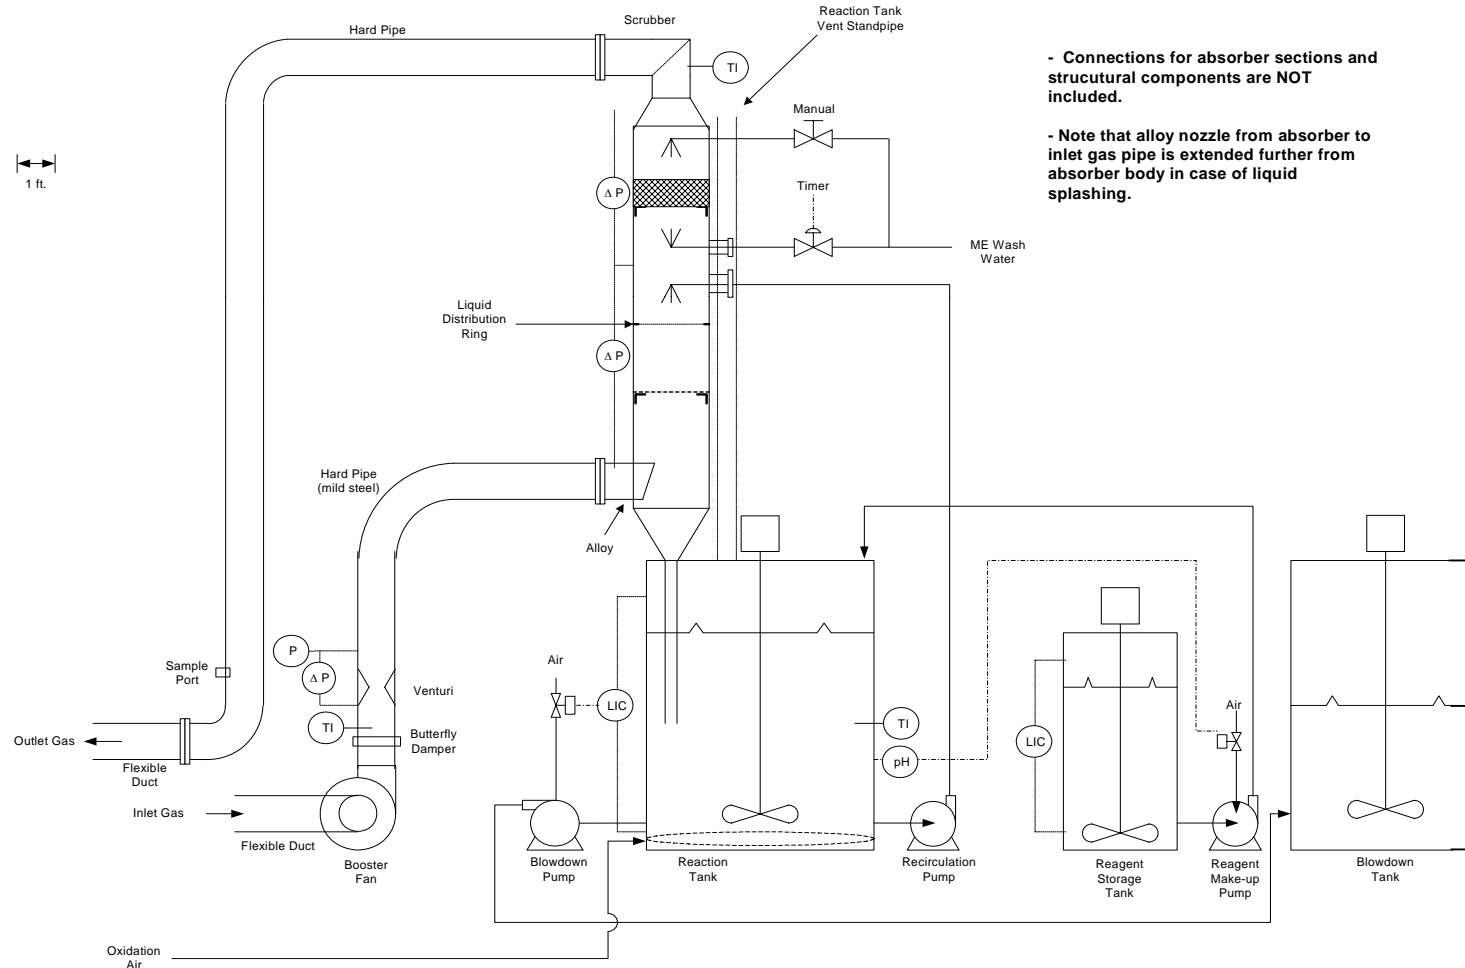 Reaction Tank
Vent Standpipe
Scrubber
Hard Pipe
TI
- Connections for absorber sections and
strucutural components are NOT
included.
- Note that alloy nozzle from absorber to
inlet gas pipe is extended further from
absorber body in case of liquid
splashing.
Manual
1 ft.
Δ P
Timer
ME Wash
Water
Liquid
Distribution
Ring
Δ P
Hard Pipe
(mild steel)
Alloy
P
Δ P
Sample
Port
Venturi
TI
Butterfly
Damper
Outlet Gas
Flexible
Duct
Inlet Gas
Flexible Duct
Booster
Fan
Air
LIC
TI
pH
Blowdown
Pump
Reaction
Tank
Recirculation
Pump
LIC
Air
Reagent
Storage
Tank
Reagent
Make-up
Pump
Blowdown
Tank
Oxidation
Air